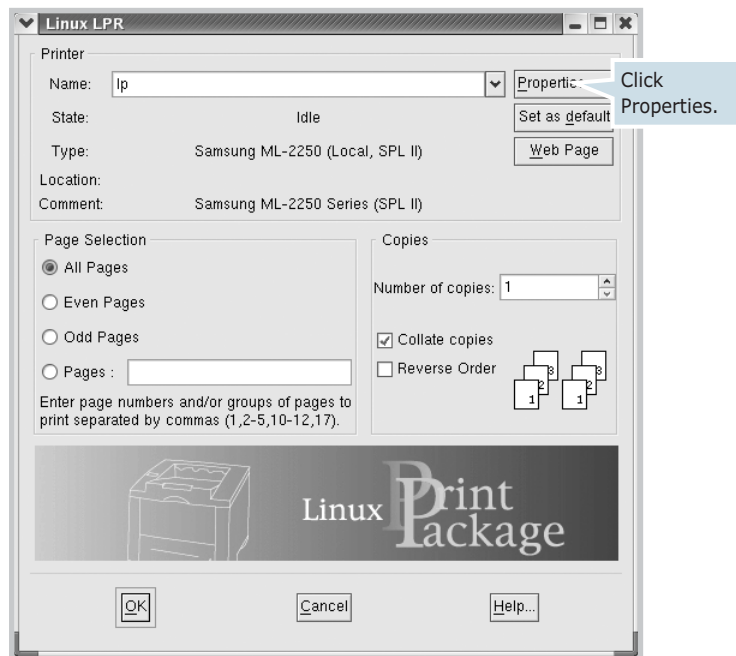 Linux LPR
Printer
Name: lp
Click
Properties.
State: Idle
Set as default
Type: Samsung ML-2250 (Local, SPL II)
Web Page
Location:
Comment: Samsung ML-2250 Series (SPL II)
Page Selection
All Pages
Even Pages
Odd Pages
Pages :
Enter page numbers and/or groups of pages to
print separated by commas (1,2-5,10-12,17).
Copies
Number of copies: 1
Collate copies
Reverse Order
1 2 3 1 2 3
Linux Print
Package
OK Cancel Help...